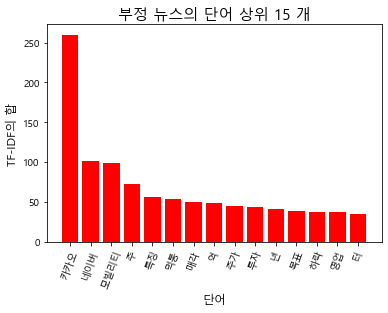 부정 뉴스의 단어 상위 15 개
TF-IDF의 합
250
200
150
100
50
0
카카오
네이버
모빌리티
주
특징
먹통
매각
억
주가
투자
년
목표
하락
영업
터
단어